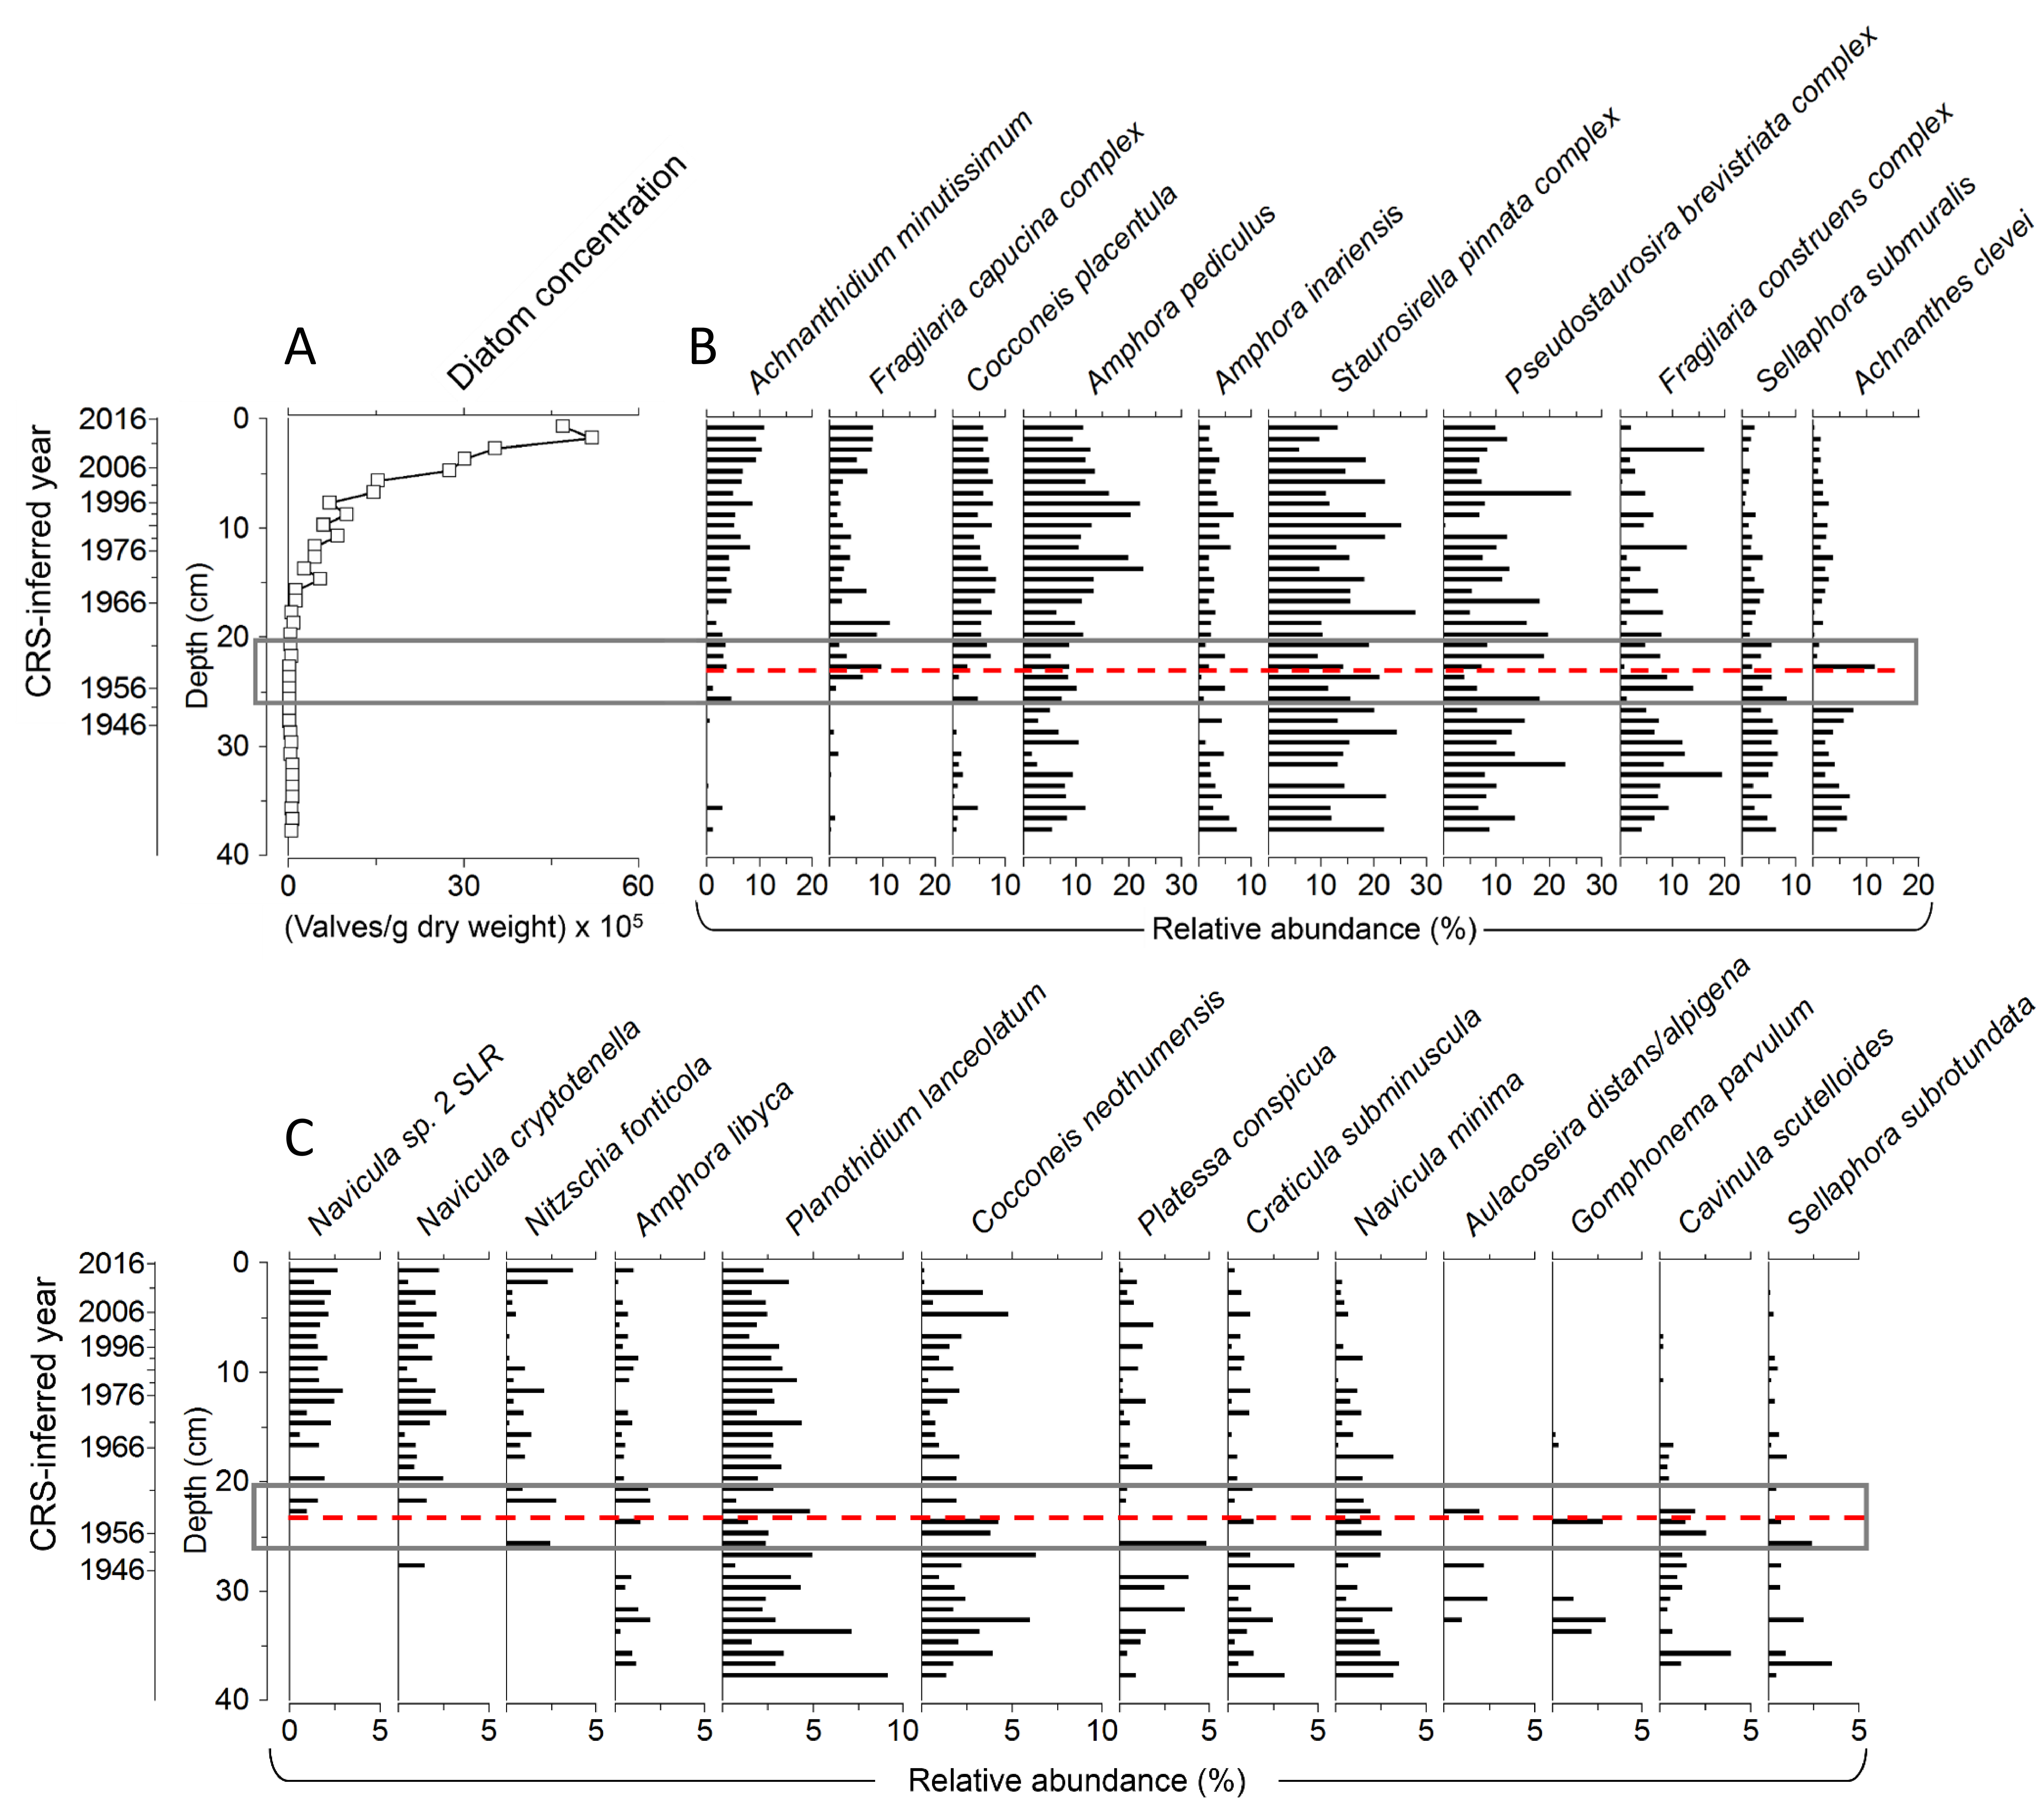 A
Diatom concentration
B
Achnanthidium minutissimum
Fragilaria capucina complex
Cocconeis placentula
Amphora pediculus
Amphora inariensis
Staurosirella pinnata complex
Pseudostaurosira brevistriata complex
Fragilaria construens complex
Sellaphora submuralis
Achnanthes clevei
CRS-inferred year
2016
2006
1996
1976
1966
1956
1946
Depth (cm)
0
10
20
30
40
0 30 60
(Valves/g dry weight) x 10⁵
0 10 20 10 20 10 10 20 30 10 10 20 30 10 20 30 10 20 10 10 20
Relative abundance (%)
C
Navicula sp. 2 SLR
Navicula cryptotenella
Nitzschia fonticola
Amphora libyca
Planothidium lanceolatum
Cocconeis neothumensis
Platessa conspicua
Craticula subminuscula
Navicula minima
Aulacoseira distans/alpigena
Gomphonema parvulum
Cavinula scutelloides
Sellaphora subrotundata
CRS-inferred year
2016
2006
1996
1976
1966
1956
1946
Depth (cm)
0
10
20
30
40
0 5 5 5 5 5 10 5 10 5 5 5 5 5 5 5
Relative abundance (%)